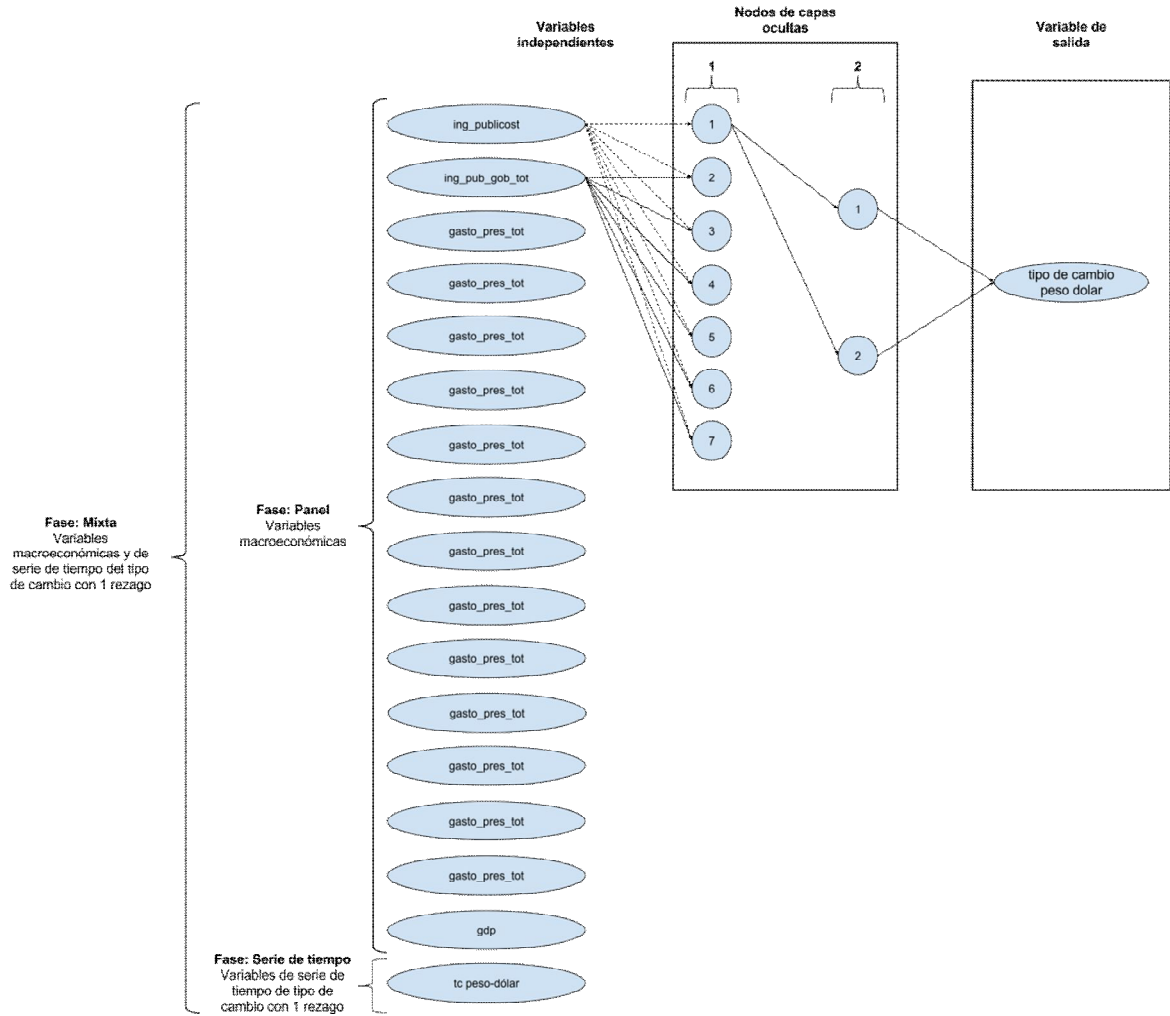 Variables
independientes
Nodos de capas
ocultas
Variable de
salida
1
2
ing_publicost
ing_pub_gob_tot
gasto_pres_tot
gasto_pres_tot
gasto_pres_tot
gasto_pres_tot
gasto_pres_tot
gasto_pres_tot
gasto_pres_tot
gasto_pres_tot
gasto_pres_tot
gasto_pres_tot
gasto_pres_tot
gasto_pres_tot
gasto_pres_tot
gdp
tc peso-dólar
1
2
3
4
5
6
7
1
2
tipo de cambio
peso dolar
Fase: Mixta
Variables
macroeconómicas y de
serie de tiempo del tipo
de cambio con 1 rezago
Fase: Panel
Variables
macroeconómicas
Fase: Serie de tiempo
Variables de serie de
tiempo de tipo de
cambio con 1 rezago